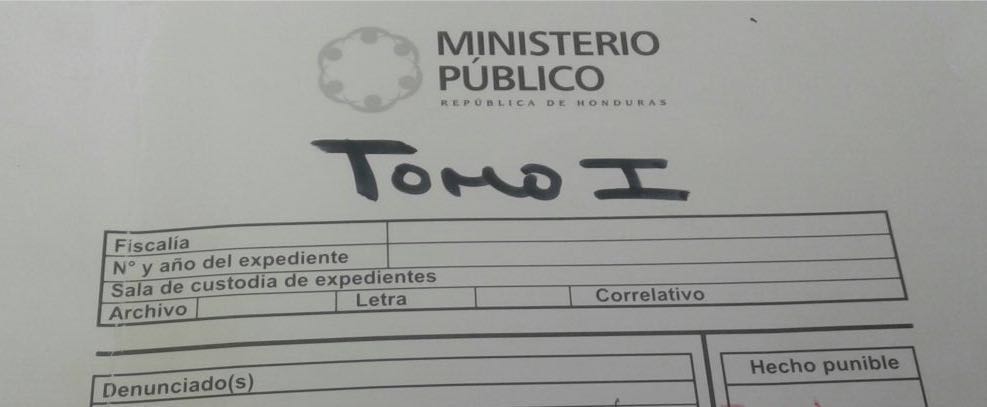 MINISTERIO
PÚBLICO
REPÚBLICA DE HONDURAS
TOMO I
Fiscalía
N° y año del expediente
Sala de custodia de expedientes
Archivo Letra Correlativo
Denunciado(s) Hecho punible